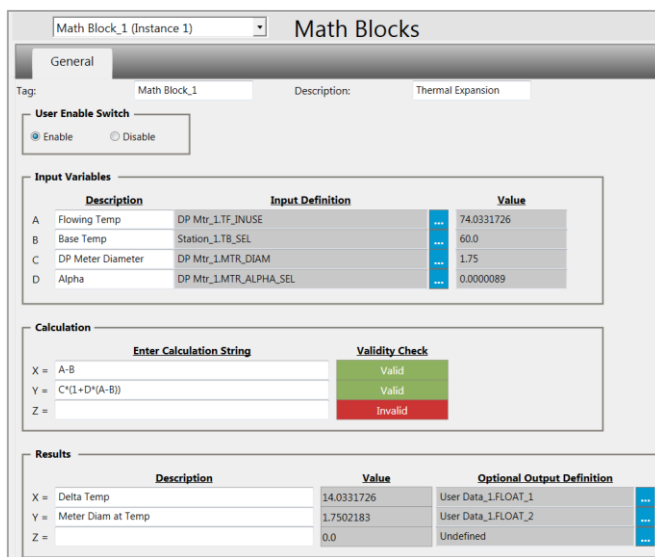 Math Block_1 (Instance 1) Math Blocks
General
Tag: Math Block_1 Description: Thermal Expansion
User Enable Switch
Enable Disable
Input Variables
Description Input Definition Value
A Flowing Temp DP Mtr_1.TF_INUSE ... 74.0331726
B Base Temp Station_1.TB_SEL ... 60.0
C DP Meter Diameter DP Mtr_1.MTR_DIAM ... 1.75
D Alpha DP Mtr_1.MTR_ALPHA_SEL ... 0.0000089
Calculation
Enter Calculation String Validity Check
X = A-B Valid
Y = C*(1+D*(A-B)) Valid
Z = Invalid
Results
Description Value Optional Output Definition
X = Delta Temp 14.0331726 User Data_1.FLOAT_1 ...
Y = Meter Diam at Temp 1.7502183 User Data_1.FLOAT_2 ...
Z = 0.0 Undefined ...